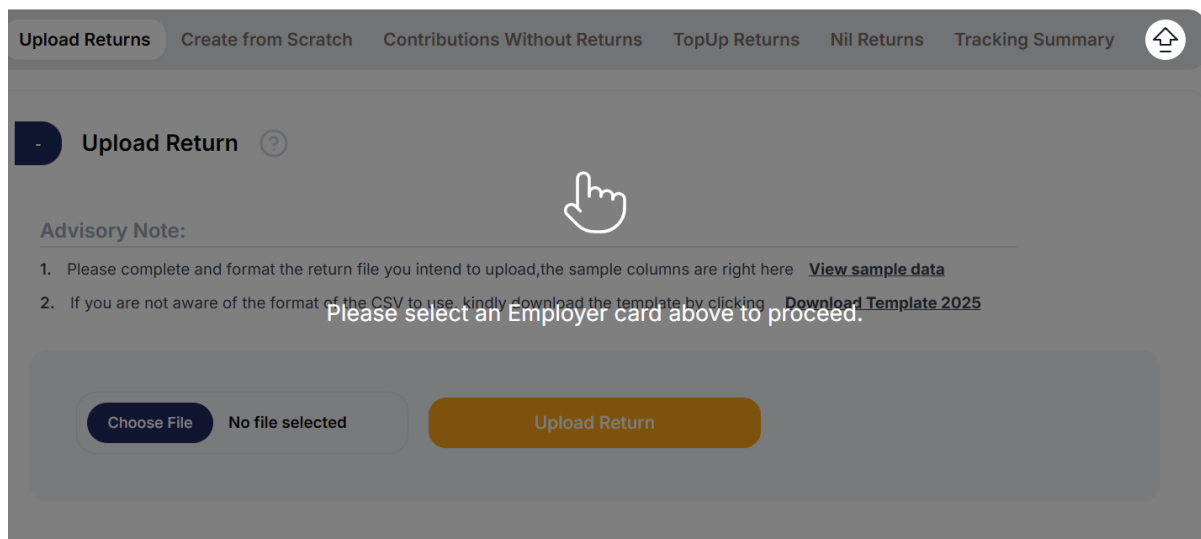 Upload Returns Create from Scratch Contributions Without Returns TopUp Returns Nil Returns Tracking Summary
- Upload Return ?
Advisory Note:
1. Please complete and format the return file you intend to upload,the sample columns are right here View sample data
2. If you are not aware of the format of the CSV to use, kindly download the template by clicking Download Template 2025
Please select an Employer card above to proceed.
Choose File No file selected Upload Return